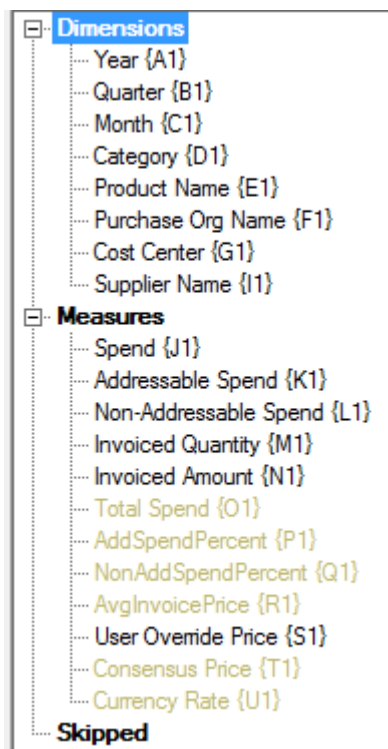 Dimensions
Year {A1}
Quarter {B1}
Month {C1}
Category {D1}
Product Name {E1}
Purchase Org Name {F1}
Cost Center {G1}
Supplier Name {I1}
Measures
Spend {J1}
Addressable Spend {K1}
Non-Addressable Spend {L1}
Invoiced Quantity {M1}
Invoiced Amount {N1}
Total Spend {O1}
AddSpendPercent {P1}
NonAddSpendPercent {Q1}
AvgInvoicePrice {R1}
User Override Price {S1}
Consensus Price {T1}
Currency Rate {U1}
Skipped